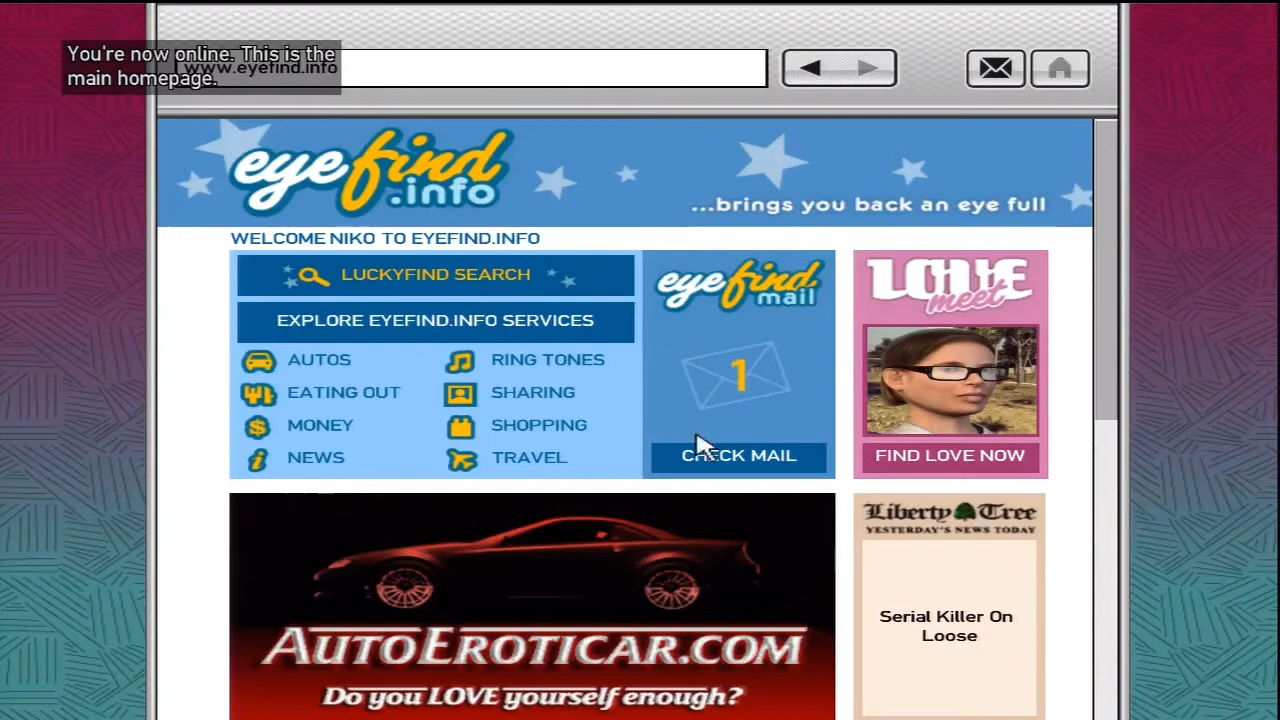 You're now online. This is the
main homepage.
www.eyefind.info
eyefind
.info
...brings you back an eye full
WELCOME NIKO TO EYEFIND.INFO
LUCKYFIND SEARCH
EXPLORE EYEFIND.INFO SERVICES
AUTOS
RING TONES
EATING OUT
SHARING
MONEY
SHOPPING
NEWS
TRAVEL
eyefind
mail
1
CHECK MAIL
LOVE
meet
FIND LOVE NOW
AUTOEROTICAR.COM
Do you LOVE yourself enough?
Liberty Tree
YESTERDAY'S NEWS TODAY
Serial Killer On
Loose